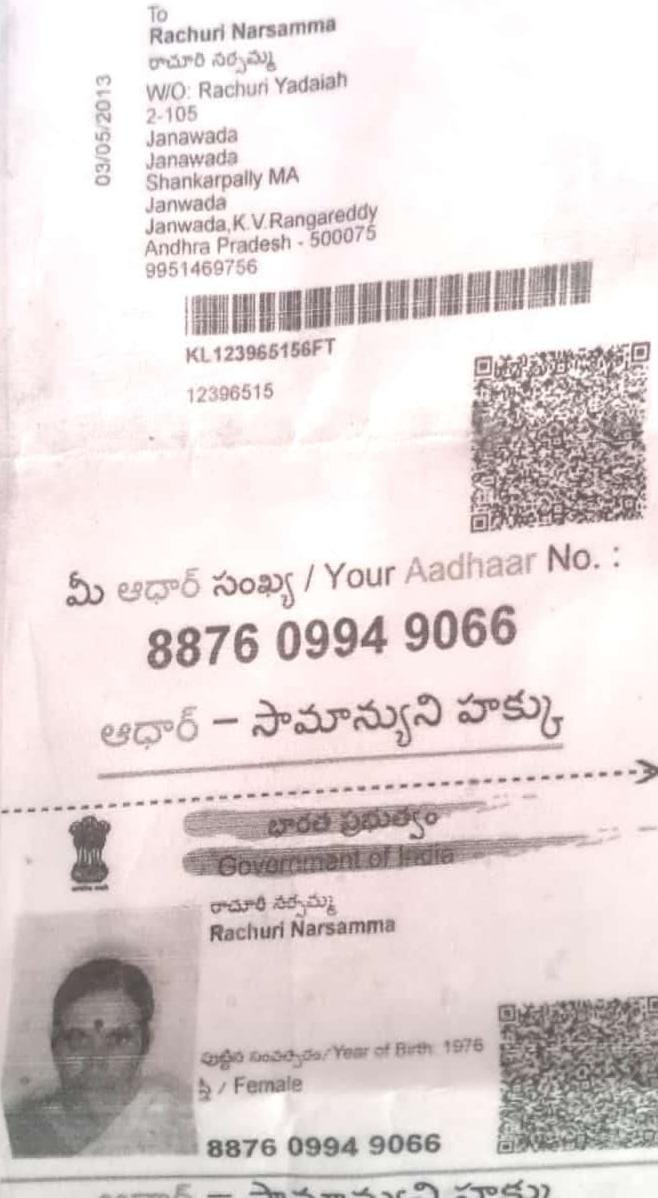 To
Rachuri Narsamma
రాచూరి నర్సమ్మ
W/O: Rachuri Yadaiah
2-105
Janawada
Janawada
Shankarpally MA
Janwada
Janwada,K.V.Rangareddy
Andhra Pradesh - 500075
9951469756
03/05/2013
KL123965156FT
12396515
మీ ఆధార్ సంఖ్య / Your Aadhaar No. :
8876 0994 9066
ఆధార్ – సామాన్యుని హక్కు
భారత ప్రభుత్వం
Government of India
రాచూరి నర్సమ్మ
Rachuri Narsamma
పుట్టిన సంవత్సరం/Year of Birth: 1976
స్త్రీ / Female
8876 0994 9066
ఆధార్ – సామాన్యుని హక్కు